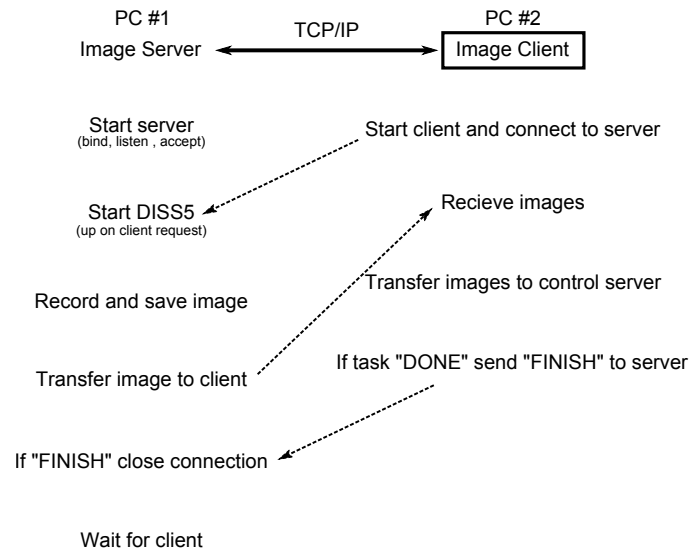 PC #1
Image Server
TCP/IP
PC #2
Image Client
Start server
(bind, listen , accept)
Start client and connect to server
Start DISS5
(up on client request)
Recieve images
Record and save image
Transfer images to control server
Transfer image to client
If task "DONE" send "FINISH" to server
If "FINISH" close connection
Wait for client